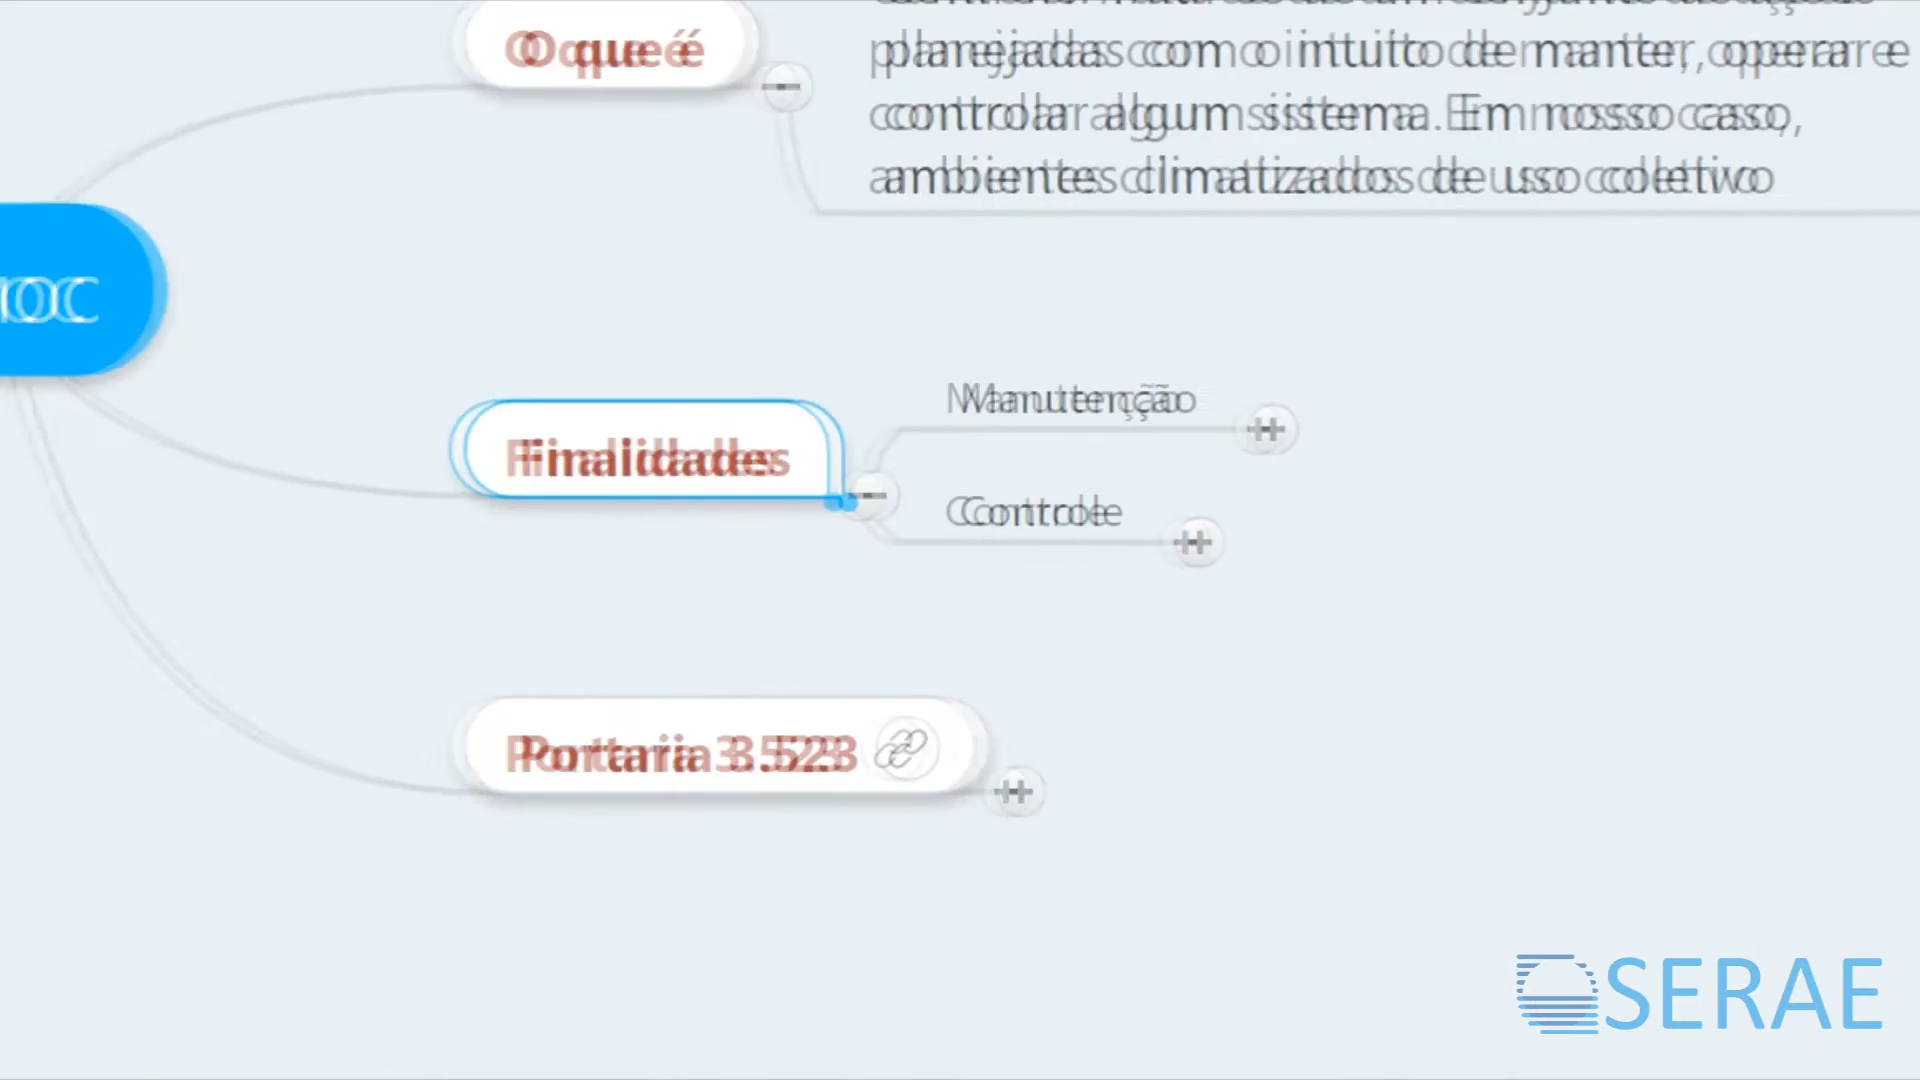 O que é
planejadas com o intuito de manter, operar e
controlar algum sistema. Em nosso caso,
ambientes climatizados de uso coletivo
OC
Manutenção
Finalidades
Controle
Portaria 3.523
SERAE